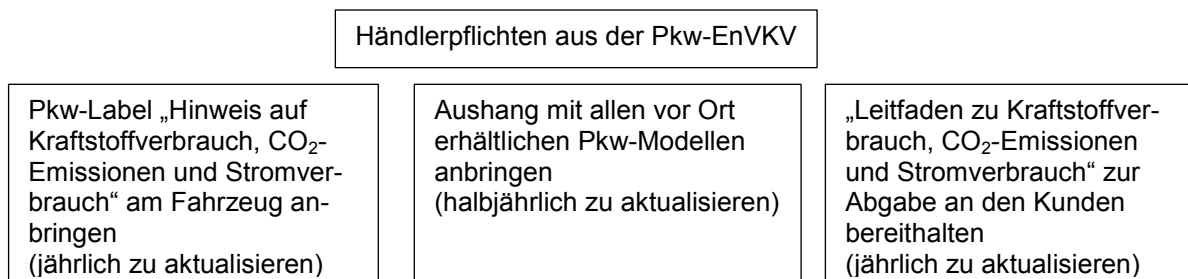 Händlerpflichten aus der Pkw-EnVKV
Pkw-Label „Hinweis auf
Kraftstoffverbrauch, CO₂-
Emissionen und Stromver-
brauch“ am Fahrzeug an-
bringen
(jährlich zu aktualisieren)
Aushang mit allen vor Ort
erhältlichen Pkw-Modellen
anbringen
(halbjährlich zu aktualisieren)
„Leitfaden zu Kraftstoffver-
brauch, CO₂-Emissionen
und Stromverbrauch“ zur
Abgabe an den Kunden
bereithalten
(jährlich zu aktualisieren)